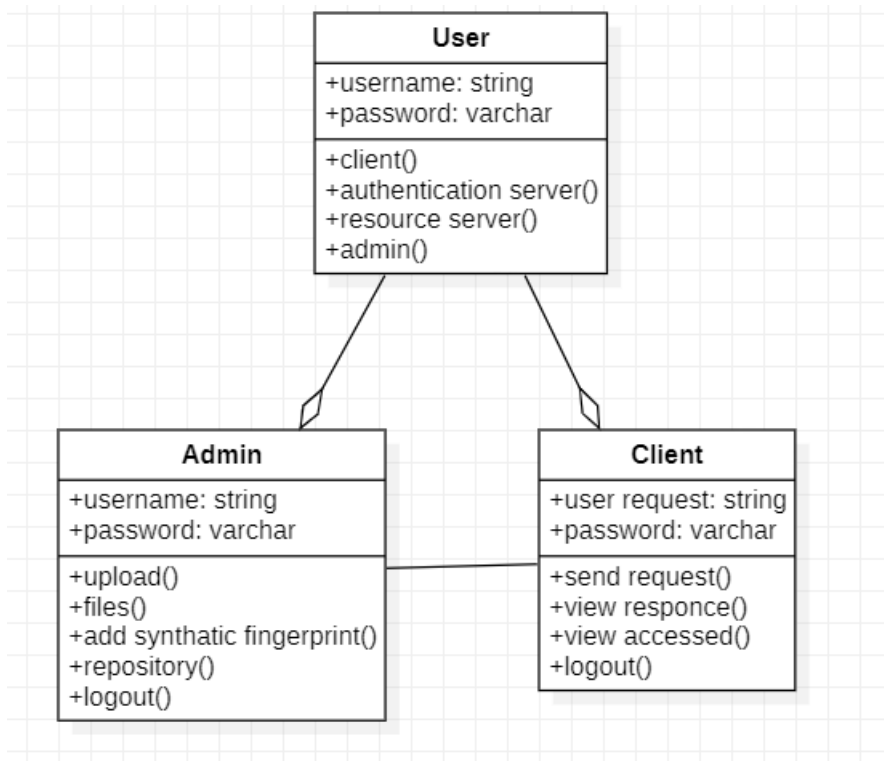 User
+username: string
+password: varchar
+client()
+authentication server()
+resource server()
+admin()
Admin
+username: string
+password: varchar
+upload()
+files()
+add synthatic fingerprint()
+repository()
+logout()
Client
+user request: string
+password: varchar
+send request()
+view responce()
+view accessed()
+logout()